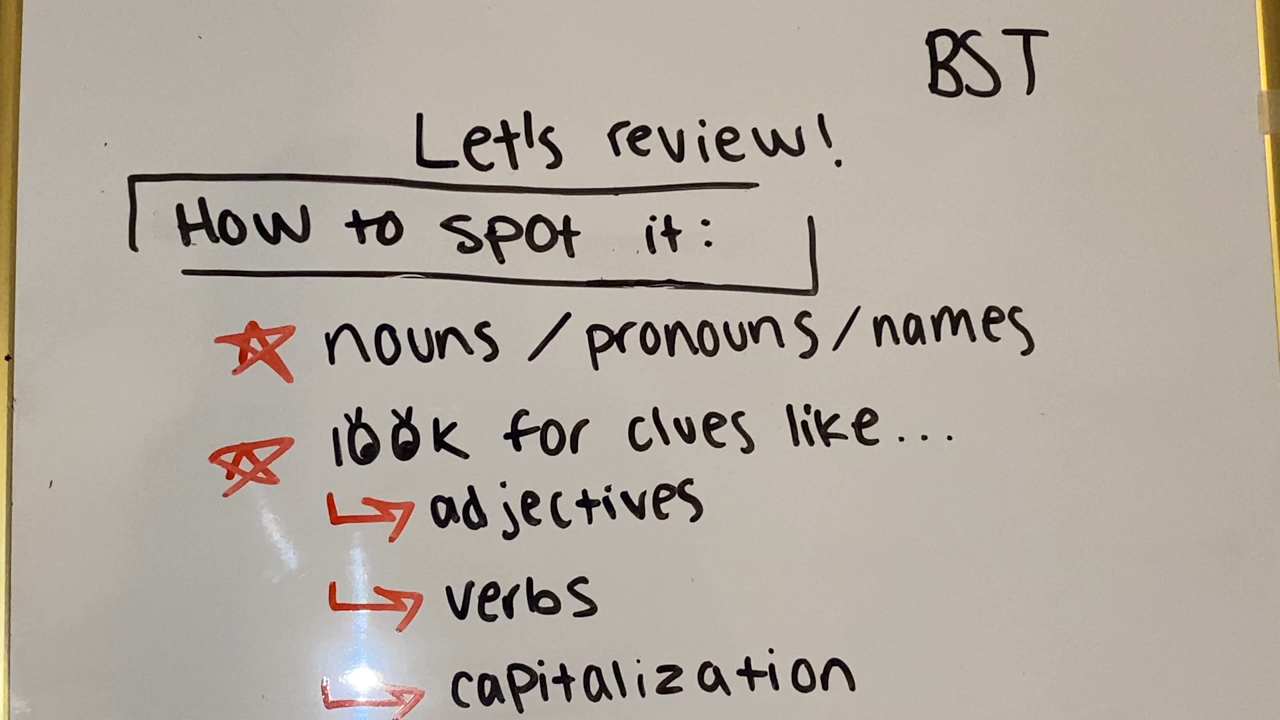 BST
Let's review!
How to spot it:
nouns / pronouns / names
look for clues like...
adjectives
verbs
capitalization